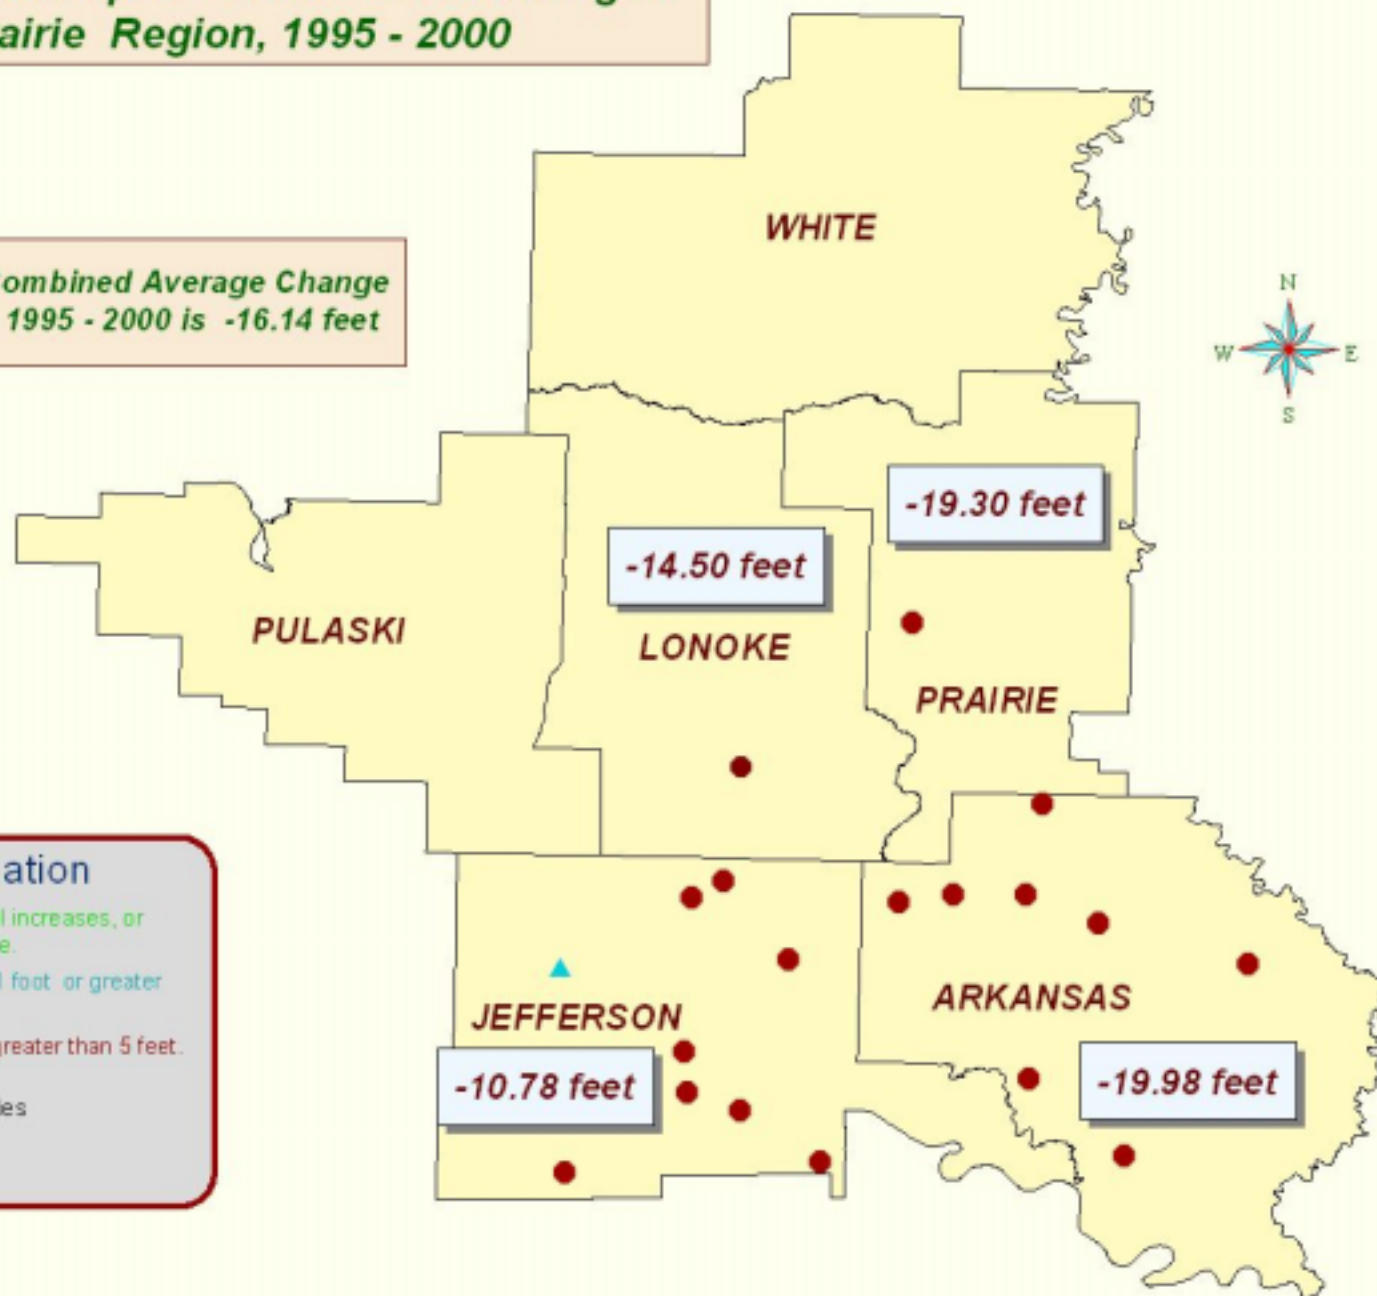 airie Region, 1995 - 2000
WHITE
ombined Average Change
1995 - 2000 is -16.14 feet
N
W E
S
-19.30 feet
-14.50 feet
PULASKI
LONOKE
PRAIRIE
ation
l increases, or
e.
foot or greater
reater than 5 feet.
es
JEFFERSON
ARKANSAS
-10.78 feet
-19.98 feet